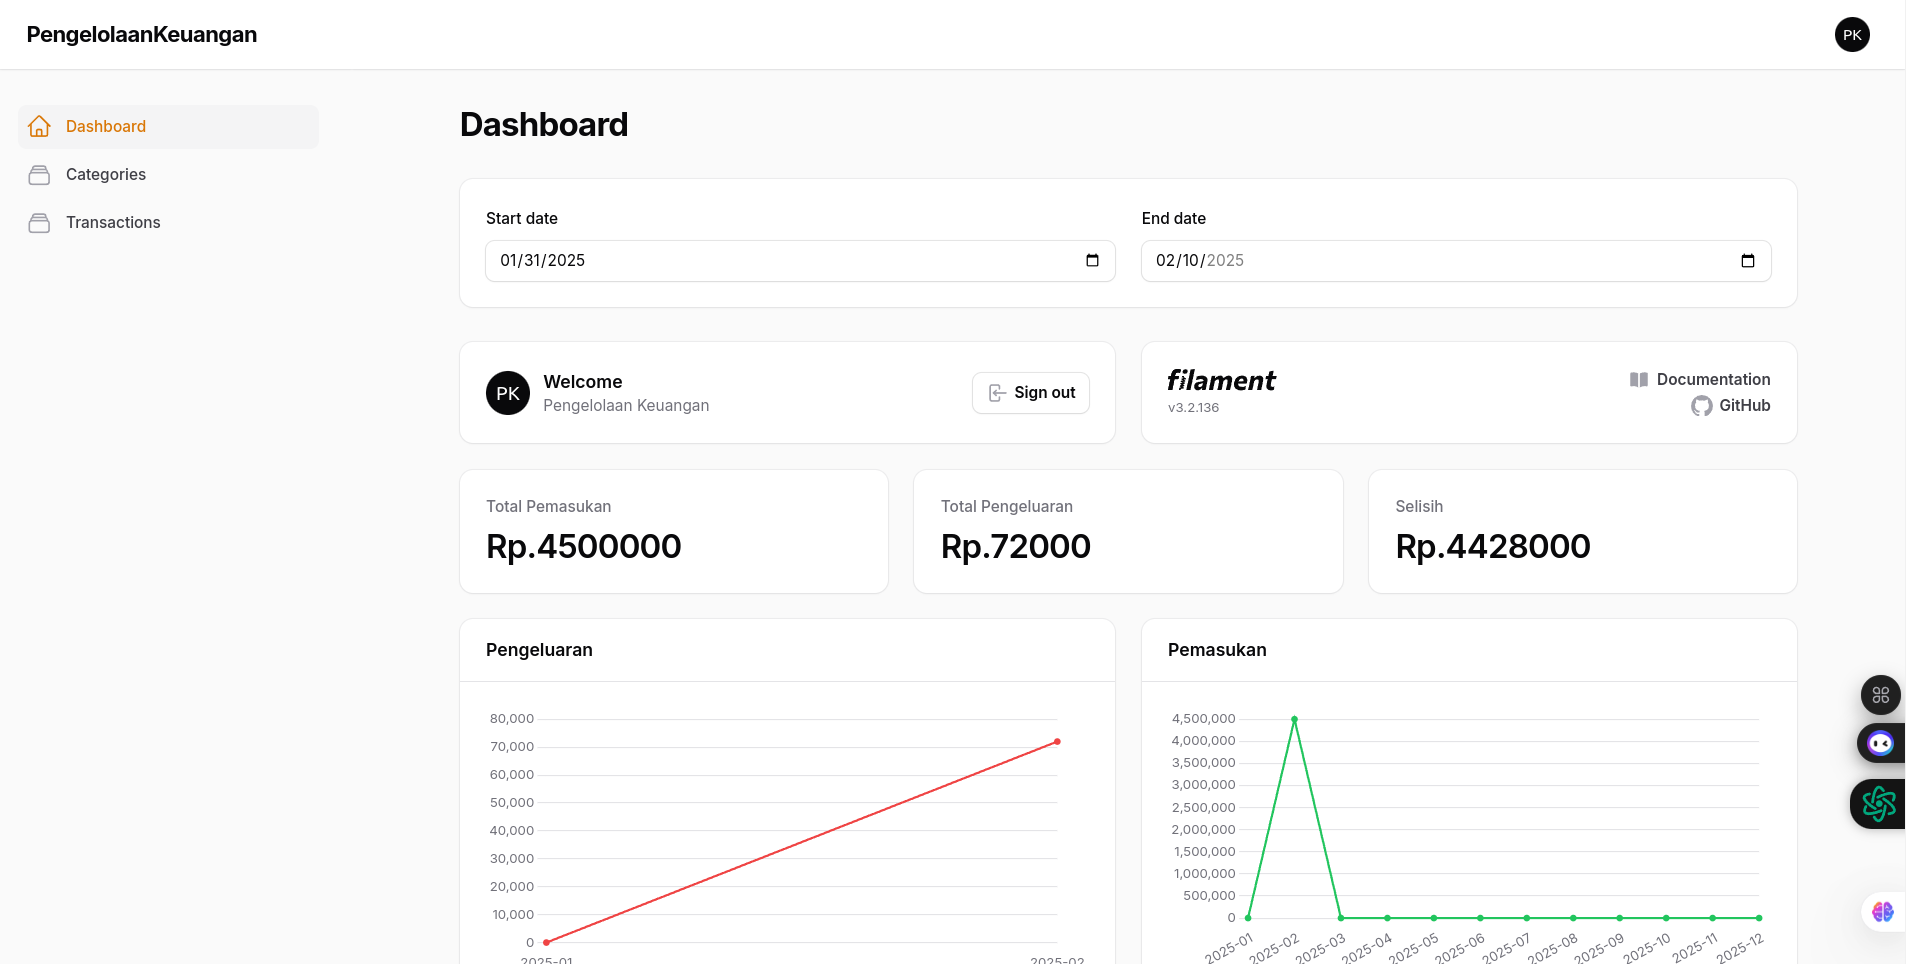 PengelolaanKeuangan
PK
Dashboard
Categories
Transactions
Dashboard
Start date
01/31/2025
End date
02/10/2025
PK
Welcome
Pengelolaan Keuangan
Sign out
filament
v3.2.136
Documentation
GitHub
Total Pemasukan
Rp.4500000
Total Pengeluaran
Rp.72000
Selisih
Rp.4428000
Pengeluaran
80,000
70,000
60,000
50,000
40,000
30,000
20,000
10,000
0
2025-01
2025-02
Pemasukan
4,500,000
4,000,000
3,500,000
3,000,000
2,500,000
2,000,000
1,500,000
1,000,000
500,000
0
2025-01
2025-02
2025-03
2025-04
2025-05
2025-06
2025-07
2025-08
2025-09
2025-10
2025-11
2025-12